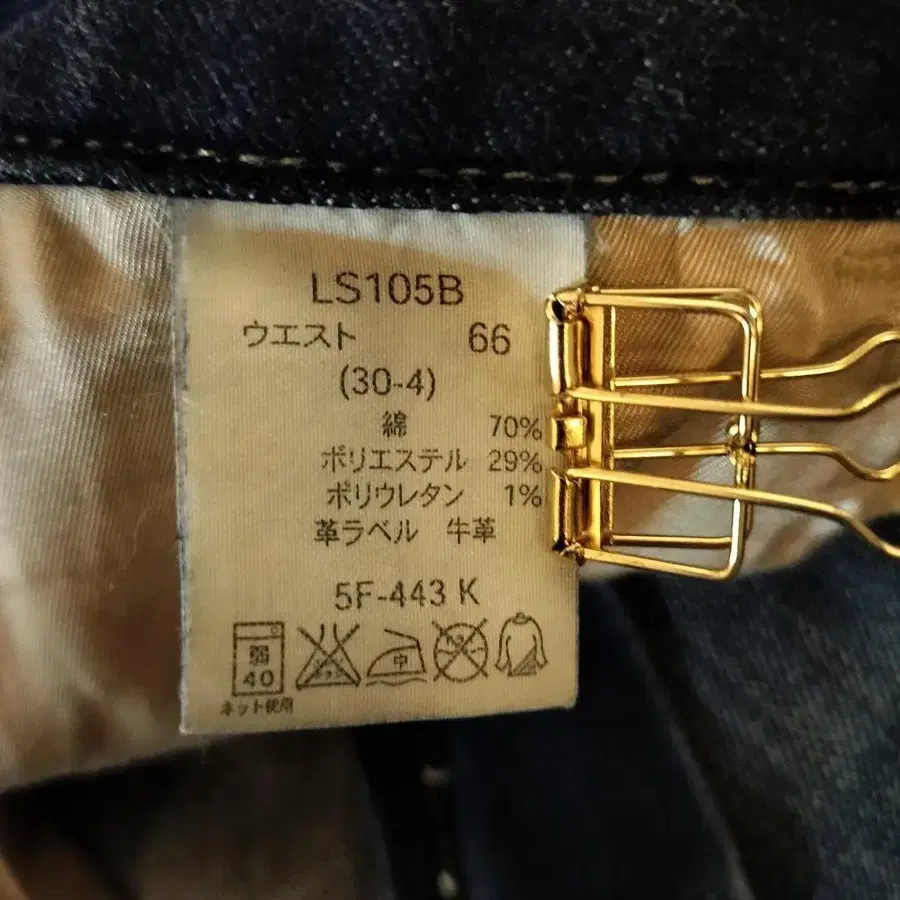 LS105B
ウエスト 66
(30-4)
綿 70%
ポリエステル 29%
ポリウレタン 1%
革ラベル 牛革
5F-443 K
弱
40
中
ネット使用